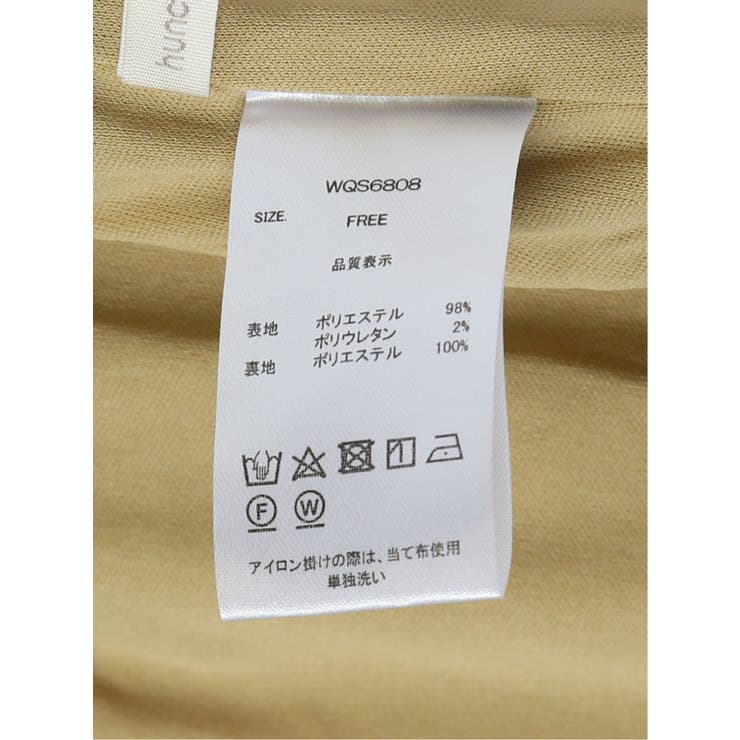 WQS6808
SIZE. FREE
品質表示
表地 ポリエステル 98%
ポリウレタン 2%
裏地 ポリエステル 100%
F W
アイロン掛けの際は、当て布使用
単独洗い